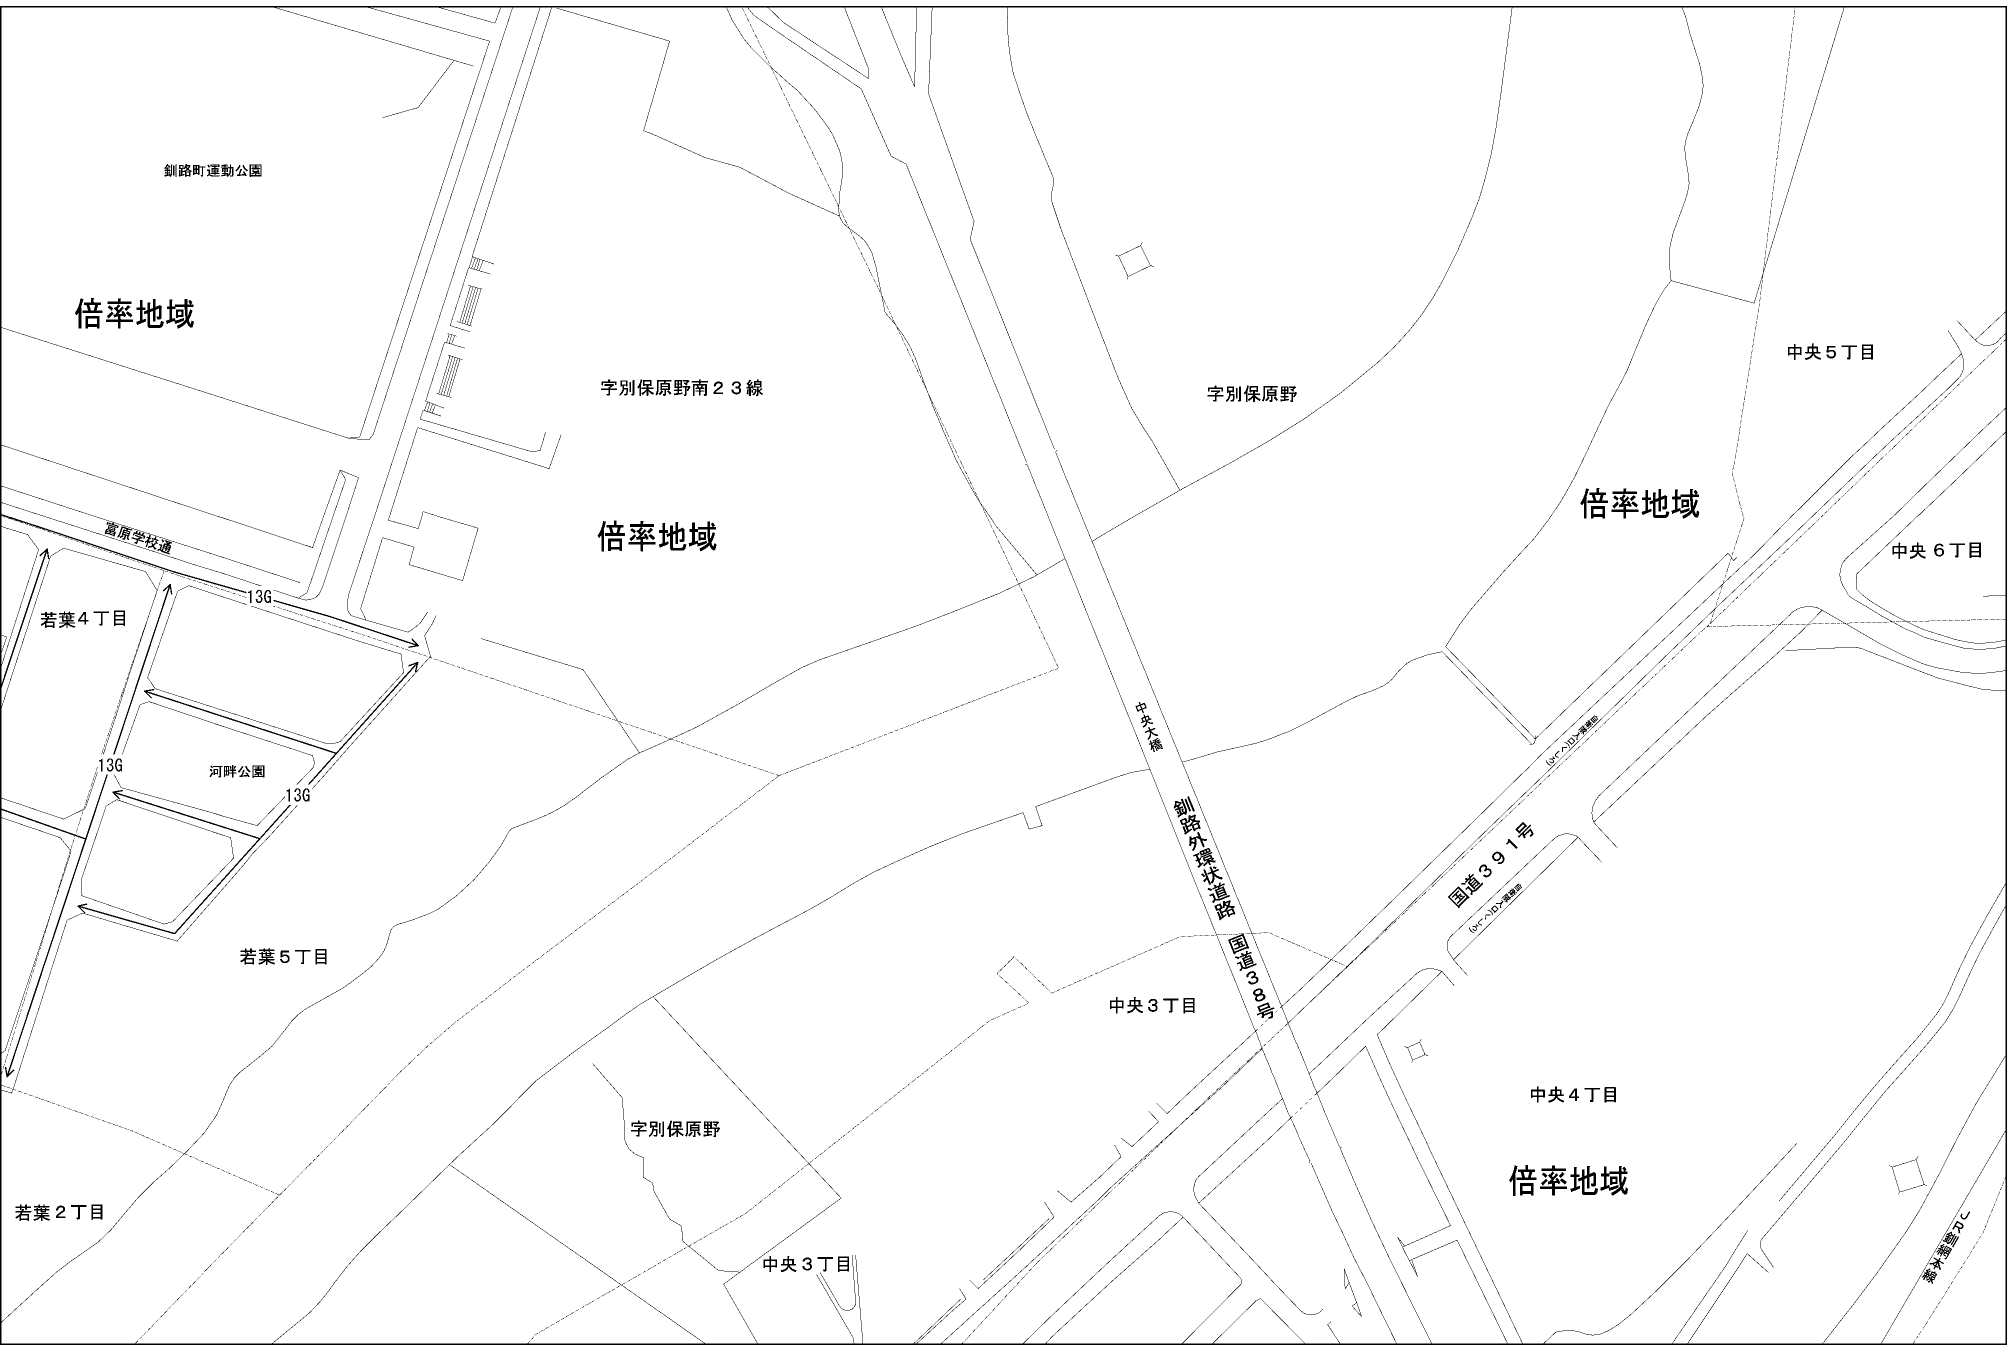 釧路町運動公園
倍率地域
中央５丁目
字別保原野南２３線
字別保原野
倍率地域
倍率地域
富原学校通
中央６丁目
13G
若葉４丁目
中央大橋
13G
河畔公園
13G
釧路外環状道路　国道３８号
国道３９１号
若葉５丁目
中央３丁目
中央４丁目
字別保原野
倍率地域
若葉２丁目
中央３丁目
ＪＲ釧網本線